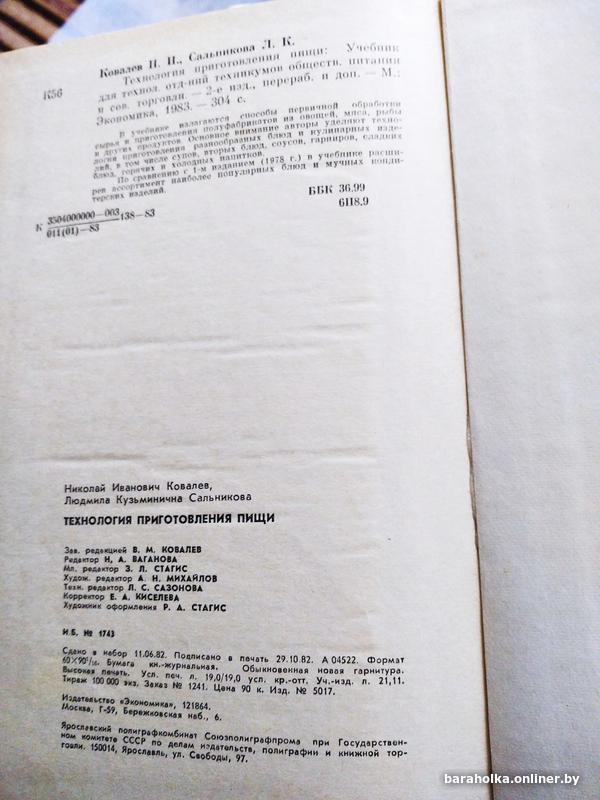 Ковалев Н. И., Сальникова Л. К.
К56
Технология приготовления пищи: Учебник
для технол. отд-ний техникумов обществ. питания
и сов. торговли. — 2-е изд., перераб. и доп. — М.:
Экономика, 1983. — 304 с.
В учебнике излагаются способы первичной обработки
сырья и приготовления полуфабрикатов из овощей, мяса, рыбы
и других продуктов. Основное внимание авторы уделяют техно-
логии приготовления разнообразных блюд и кулинарных изде-
лий, в том числе супов, вторых блюд, соусов, гарниров, сладких
блюд, горячих и холодных напитков.
По сравнению с 1-м изданием (1978 г.) в учебнике расши-
рен ассортимент наиболее популярных блюд и мучных конди-
терских изделий.
К 3504000000—003 138—83
011(01)—83
ББК 36.99
6П8.9
Николай Иванович Ковалев,
Людмила Кузьминична Сальникова
ТЕХНОЛОГИЯ ПРИГОТОВЛЕНИЯ ПИЩИ
Зав. редакцией В. М. КОВАЛЕВ
Редактор Н. А. ВАГАНОВА
Мл. редактор З. Л. СТАГИС
Худож. редактор А. Н. МИХАЙЛОВ
Техн. редактор Л. С. САЗОНОВА
Корректор Е. А. КИСЕЛЕВА
Художник оформления Р. А. СТАГИС
И.Б. № 1743
Сдано в набор 11.06.82. Подписано в печать 29.10.82. А 04522. Формат
60×90¹/₁₆. Бумага кн.-журнальная. Обыкновенная новая гарнитура.
Высокая печать. Усл. печ. л. 19,0/19,0 усл. кр.-отт. Уч.-изд. л. 21,11.
Тираж 100 000 экз. Заказ № 1241. Цена 90 к. Изд. № 5017.
Издательство «Экономика», 121864,
Москва, Г-59, Бережковская наб., 6.
Ярославский полиграфкомбинат Союзполиграфпрома при Государствен-
ном комитете СССР по делам издательств, полиграфии и книжной тор-
говли. 150014, Ярославль, ул. Свободы, 97.
baraholka.onliner.by